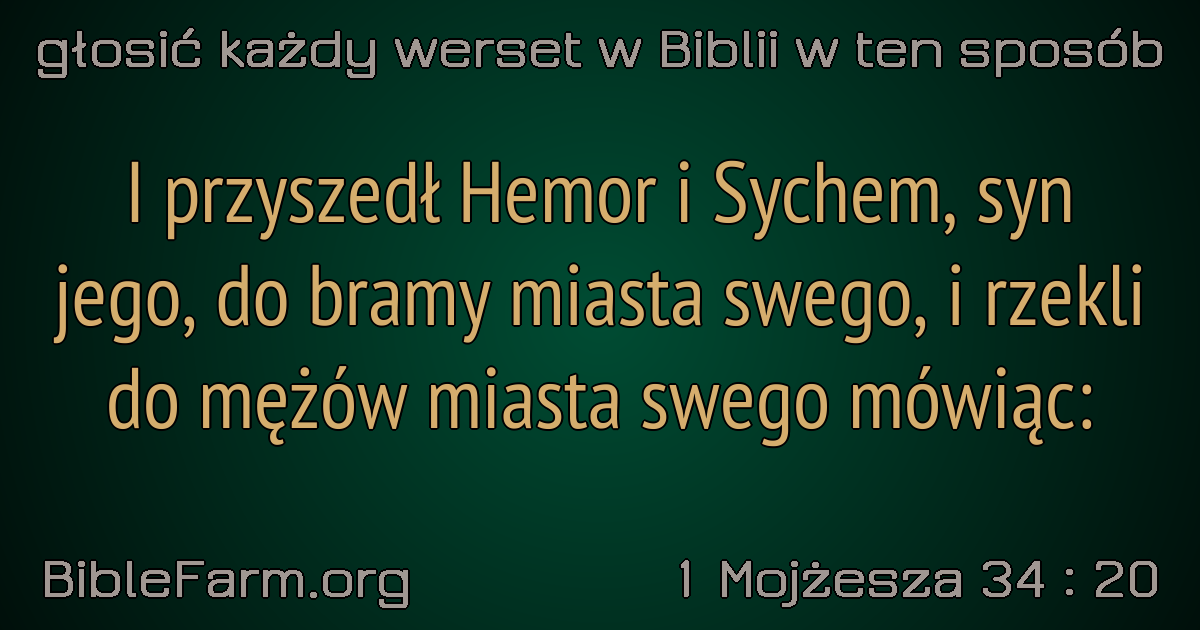 głosić każdy werset w Biblii w ten sposób
I przyszedł Hemor i Sychem, syn
jego, do bramy miasta swego, i rzekli
do mężów miasta swego mówiąc:
BibleFarm.org
1 Mojżesza 34 : 20